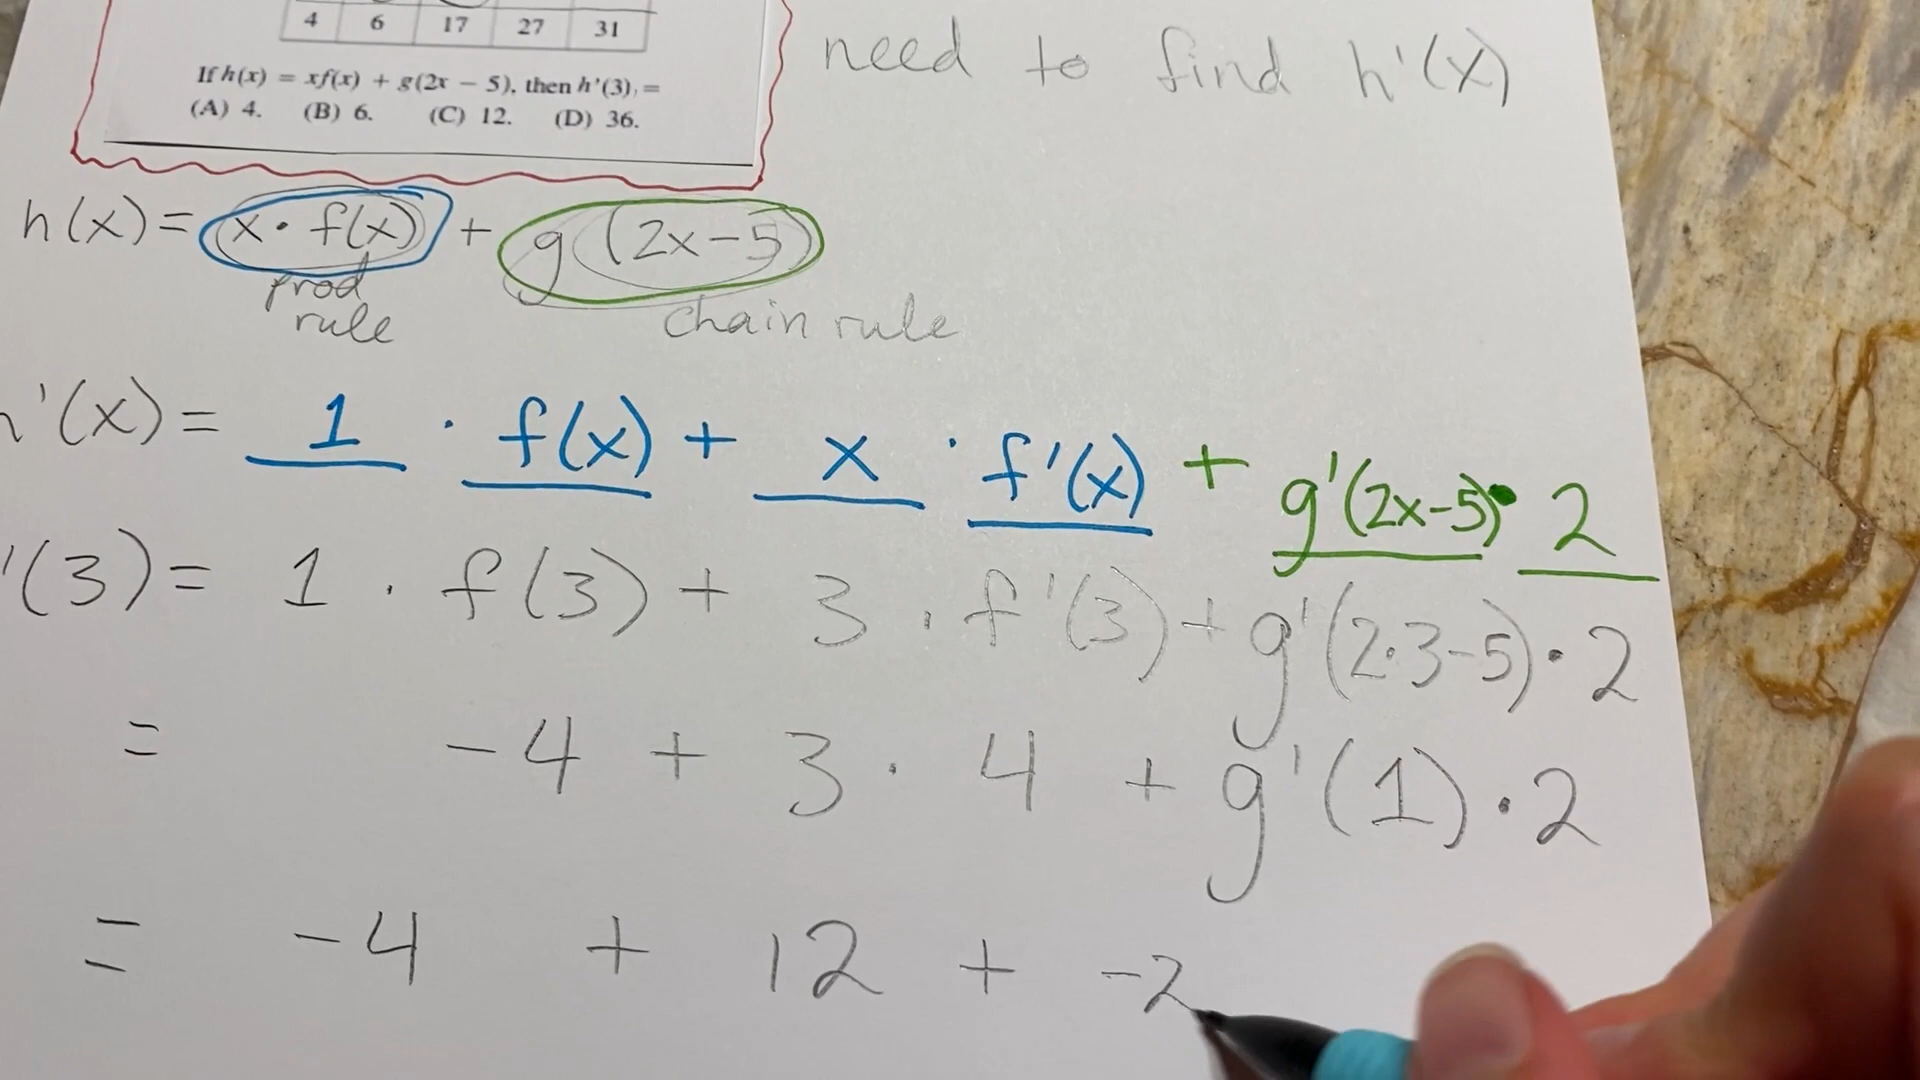 4 6 17 27 31
need to find h'(x)
If h(x) = xf(x) + g(2x − 5), then h'(3) =
(A) 4. (B) 6. (C) 12. (D) 36.
h(x) = x · f(x) + g(2x−5)
prod
rule
chain rule
h'(x) = 1 · f(x) + x · f'(x) + g'(2x−5) · 2
'(3) = 1 · f(3) + 3 · f'(3) + g'(2·3−5) · 2
= −4 + 3 · 4 + g'(1) · 2
= −4 + 12 + −2